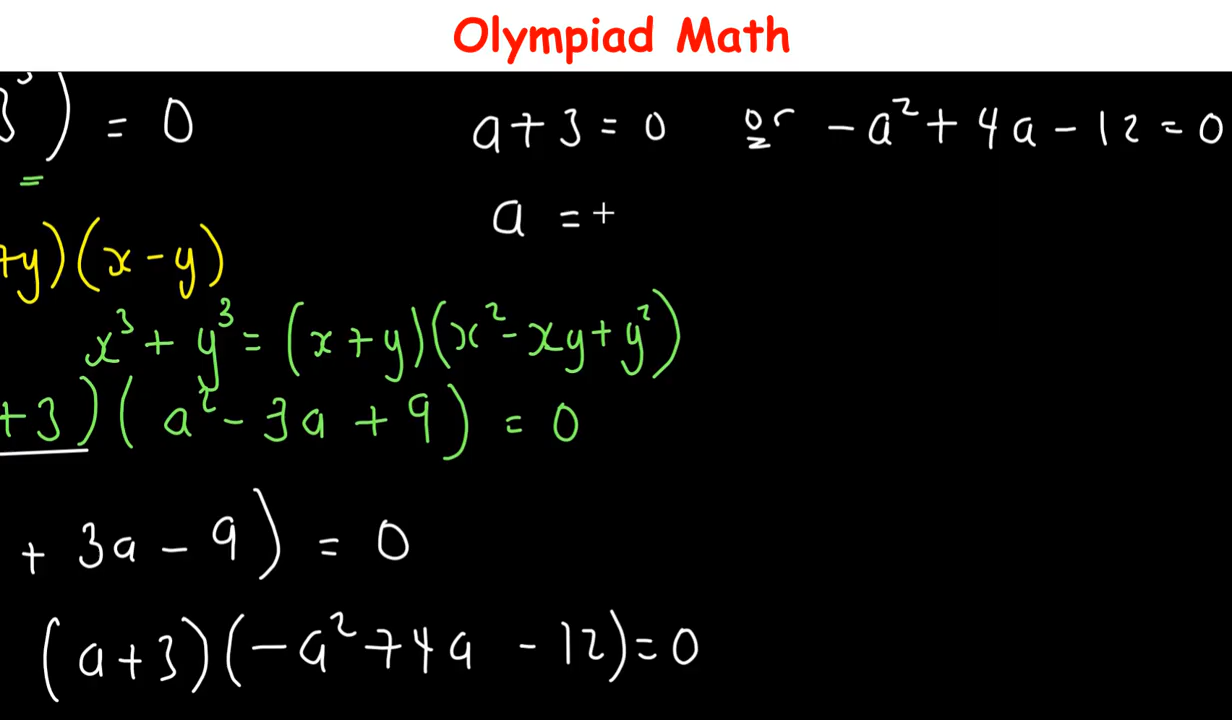 Olympiad Math
3³) = 0
a + 3 = 0 or -a² + 4a - 12 = 0
=
a = +
+y)(x - y)
x³ + y³ = (x + y)(x² - xy + y²)
+3)(a² - 3a + 9) = 0
+ 3a - 9) = 0
(a + 3)(-a² + 4a - 12) = 0